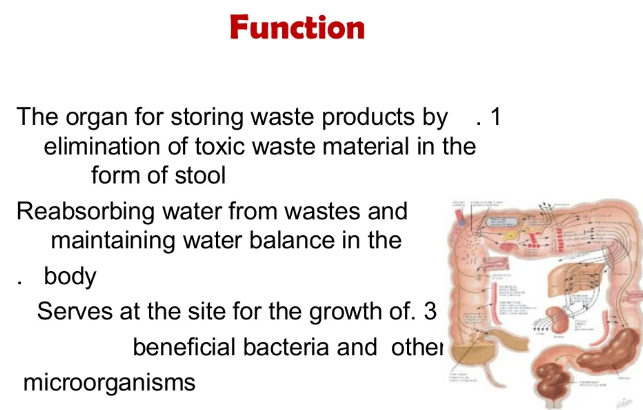 Function
The organ for storing waste products by . 1
elimination of toxic waste material in the
form of stool
Reabsorbing water from wastes and
maintaining water balance in the
. body
Serves at the site for the growth of. 3
beneficial bacteria and other
microorganisms